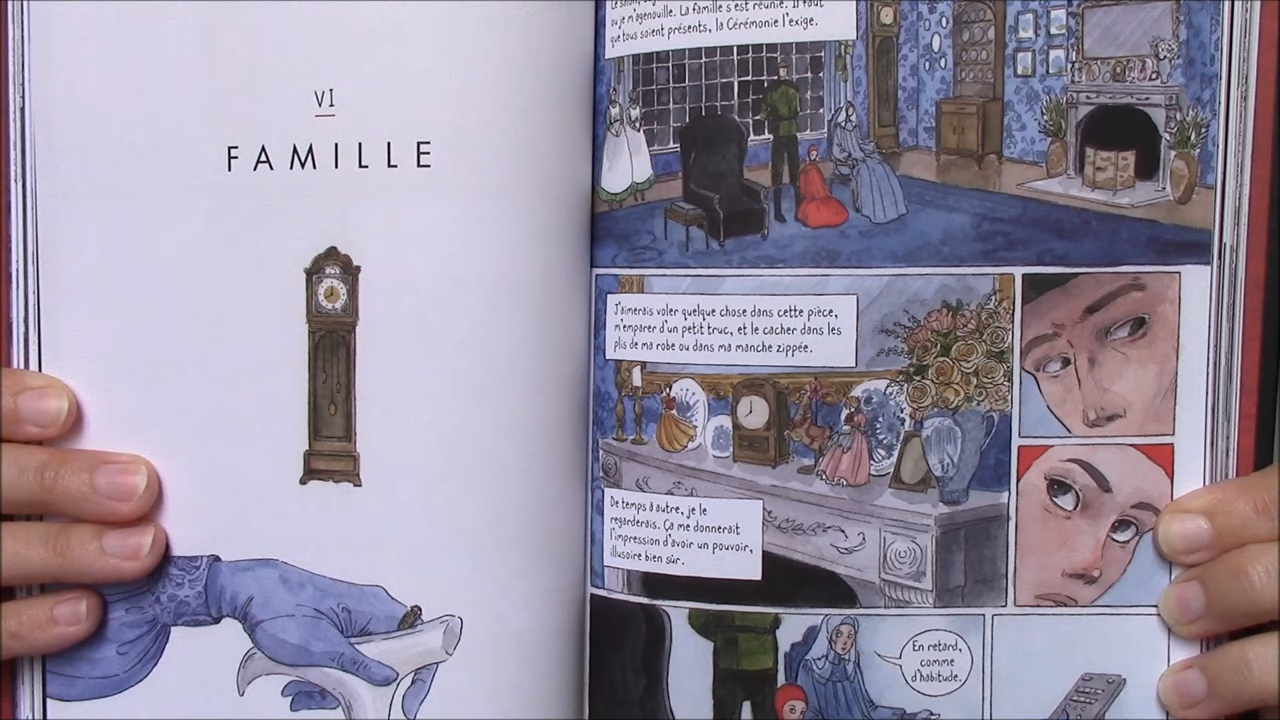 VI
FAMILLE
où je m'agenouille. La famille s'est réunie. Il faut
que tous soient présents, la Cérémonie l'exige.
J'aimerais voler quelque chose dans cette pièce,
m'emparer d'un petit truc, et le cacher dans les
plis de ma robe ou dans ma manche zippée.
De temps à autre, je le
regarderais. Ça me donnerait
l'impression d'avoir un pouvoir,
illusoire bien sûr.
En retard,
comme
d'habitude.